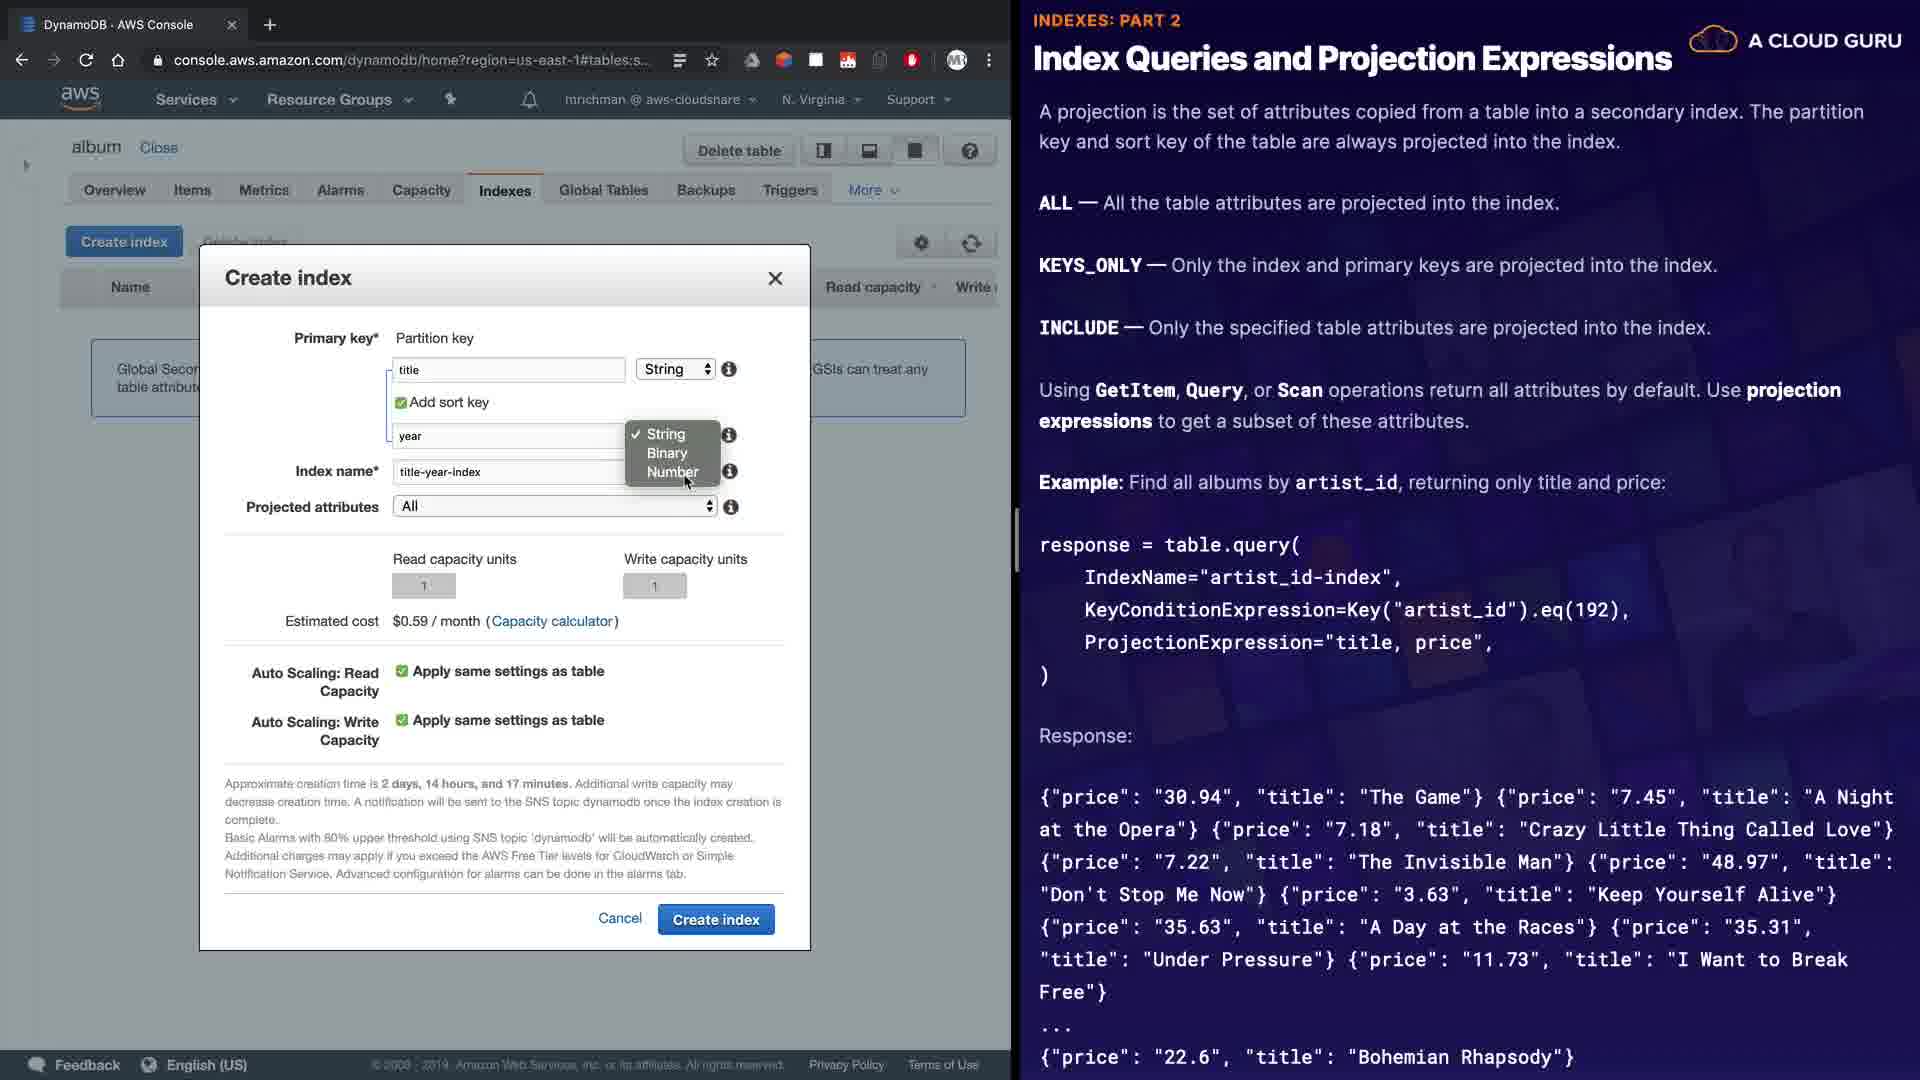 DynamoDB - AWS Console
console.aws.amazon.com/dynamodb/home?region=us-east-1#tables:s...
aws
Services
Resource Groups
mrichman @ aws-cloudshare
N. Virginia
Support
album
Close
Delete table
Overview
Items
Metrics
Alarms
Capacity
Indexes
Global Tables
Backups
Triggers
More
Create index
Delete index
Name
Read capacity
Write
Global Secon
GSIs can treat any
table attribute
Create index
Primary key*
Partition key
title
String
Add sort key
year
String
Binary
Number
Index name*
title-year-index
Projected attributes
All
Read capacity units
Write capacity units
1
1
Estimated cost
$0.59 / month (Capacity calculator)
Auto Scaling: Read
Capacity
Apply same settings as table
Auto Scaling: Write
Capacity
Apply same settings as table
Approximate creation time is 2 days, 14 hours, and 17 minutes. Additional write capacity may
decrease creation time. A notification will be sent to the SNS topic dynamodb once the index creation is
complete.
Basic Alarms with 80% upper threshold using SNS topic 'dynamodb' will be automatically created.
Additional charges may apply if you exceed the AWS Free Tier levels for CloudWatch or Simple
Notification Service. Advanced configuration for alarms can be done in the alarms tab.
Cancel
Create index
Feedback
English (US)
© 2008 - 2019, Amazon Web Services, Inc. or its affiliates. All rights reserved.
Privacy Policy
Terms of Use
INDEXES: PART 2
Index Queries and Projection Expressions
A CLOUD GURU
A projection is the set of attributes copied from a table into a secondary index. The partition
key and sort key of the table are always projected into the index.
ALL — All the table attributes are projected into the index.
KEYS_ONLY — Only the index and primary keys are projected into the index.
INCLUDE — Only the specified table attributes are projected into the index.
Using GetItem, Query, or Scan operations return all attributes by default. Use projection
expressions to get a subset of these attributes.
Example: Find all albums by artist_id, returning only title and price:
response = table.query(
IndexName="artist_id-index",
KeyConditionExpression=Key("artist_id").eq(192),
ProjectionExpression="title, price",
)
Response:
{"price": "30.94", "title": "The Game"} {"price": "7.45", "title": "A Night
at the Opera"} {"price": "7.18", "title": "Crazy Little Thing Called Love"}
{"price": "7.22", "title": "The Invisible Man"} {"price": "48.97", "title":
"Don't Stop Me Now"} {"price": "3.63", "title": "Keep Yourself Alive"}
{"price": "35.63", "title": "A Day at the Races"} {"price": "35.31",
"title": "Under Pressure"} {"price": "11.73", "title": "I Want to Break
Free"}
...
{"price": "22.6", "title": "Bohemian Rhapsody"}